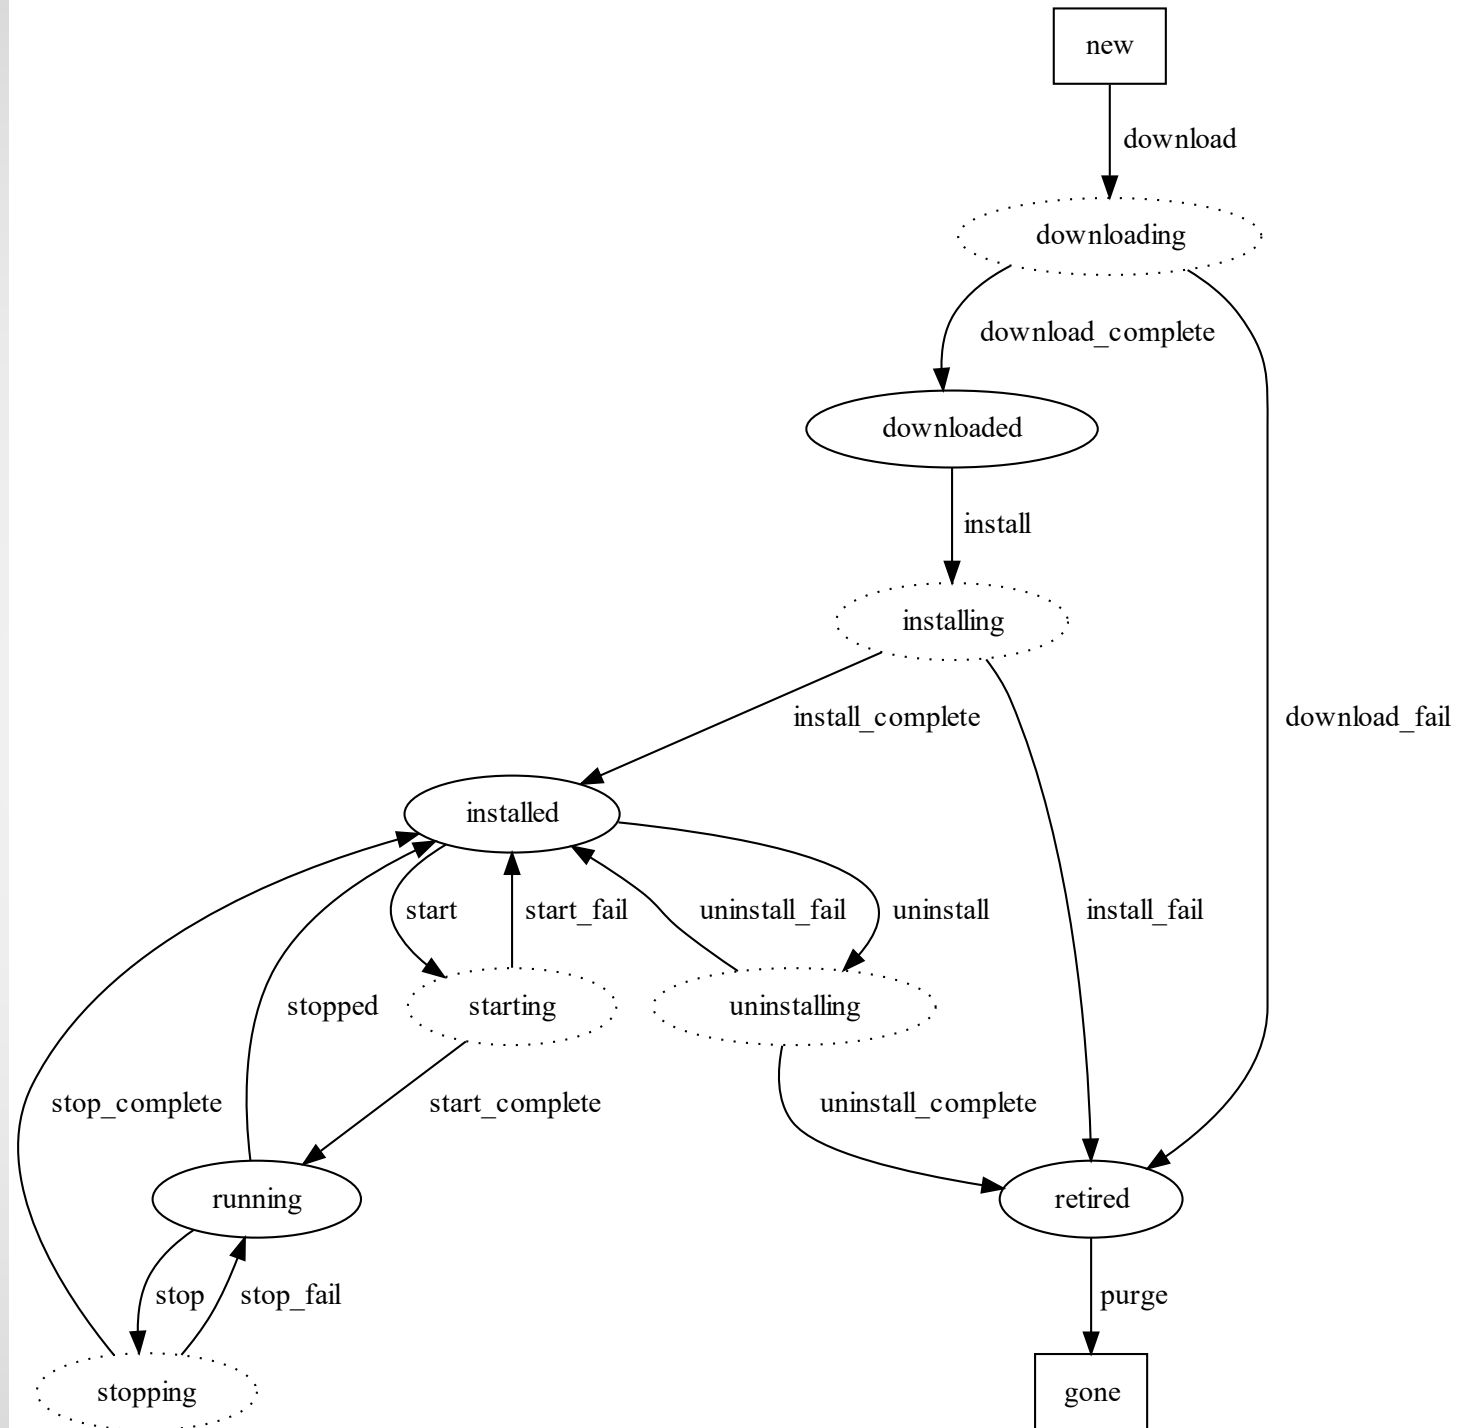 new
download
downloading
download_complete
downloaded
install
installing
install_complete
download_fail
installed
start
start_fail
uninstall_fail
uninstall
install_fail
stopped
starting
uninstalling
stop_complete
start_complete
uninstall_complete
running
retired
stop
stop_fail
purge
stopping
gone